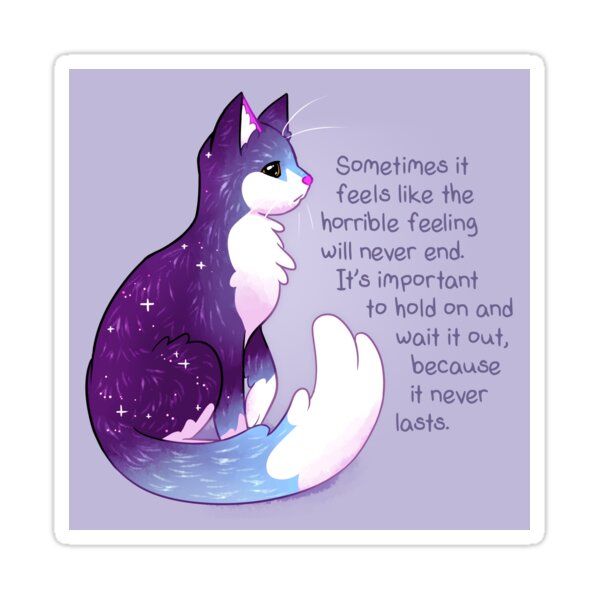 Sometimes it
feels like the
horrible feeling
will never end.
It's important
to hold on and
wait it out,
because
it never
lasts.